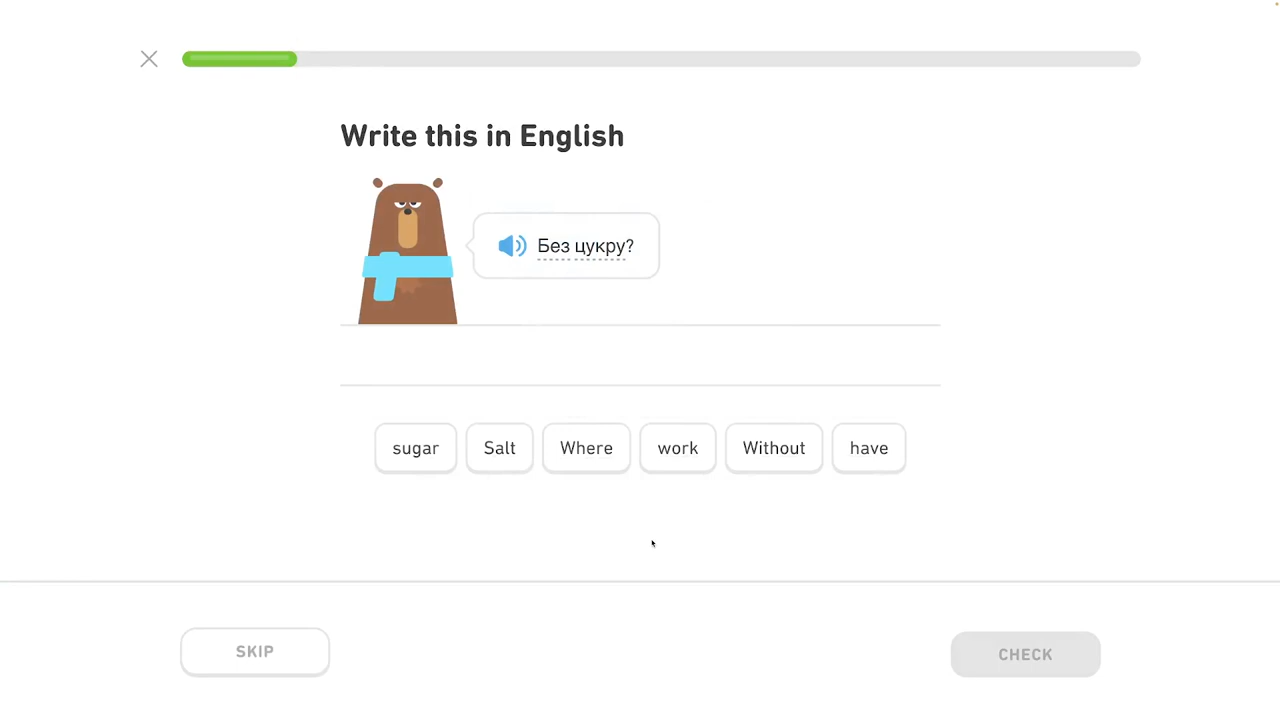 Write this in English
Без цукру?
sugar Salt Where work Without have
SKIP CHECK